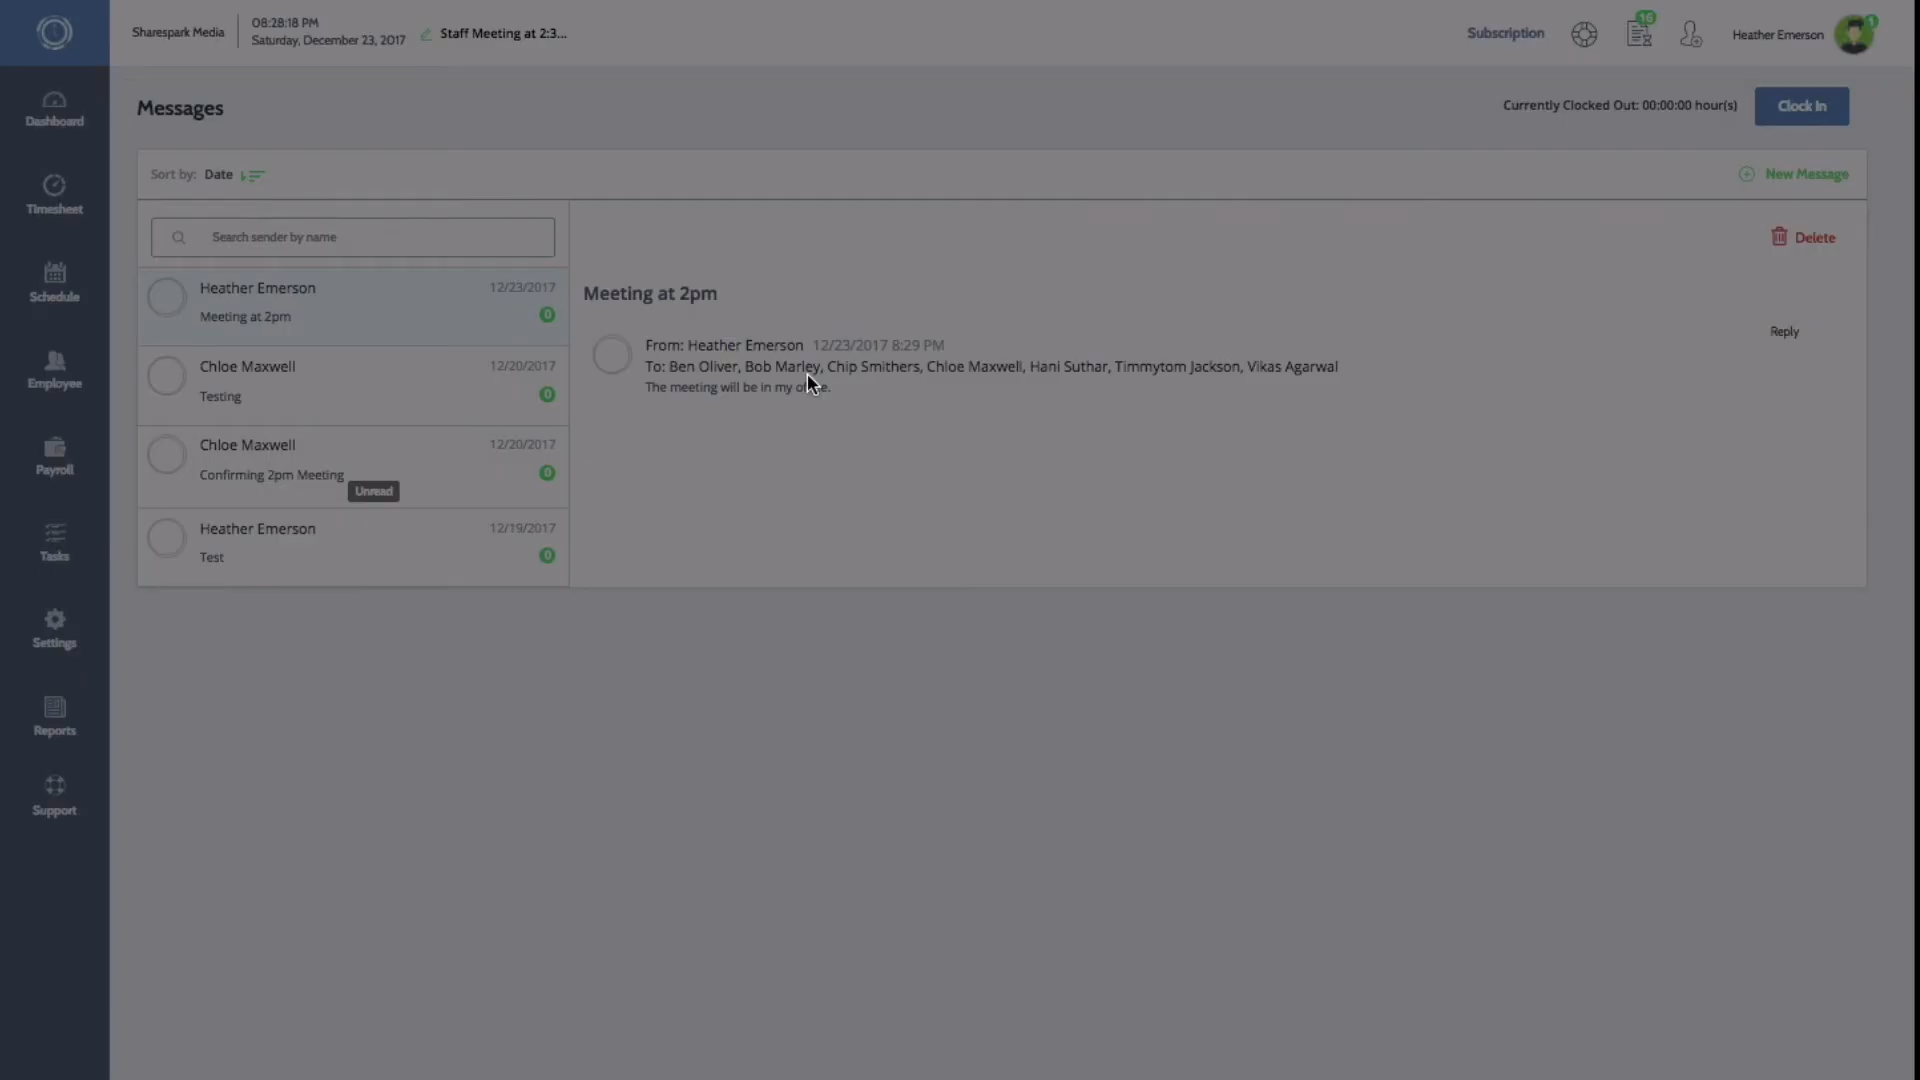 Sharespark Media
08:28:18 PM
Saturday, December 23, 2017
Staff Meeting at 2:3...
Subscription
16
Heather Emerson
1
Dashboard
Timesheet
Schedule
Employee
Payroll
Tasks
Settings
Reports
Support
Messages
Currently Clocked Out: 00:00:00 hour(s)
Clock In
Sort by: Date
New Message
Search sender by name
Heather Emerson 12/23/2017
Meeting at 2pm 0
Chloe Maxwell 12/20/2017
Testing 0
Chloe Maxwell 12/20/2017
Confirming 2pm Meeting 0
Unread
Heather Emerson 12/19/2017
Test 0
Delete
Meeting at 2pm
Reply
From: Heather Emerson 12/23/2017 8:29 PM
To: Ben Oliver, Bob Marley, Chip Smithers, Chloe Maxwell, Hani Suthar, Timmytom Jackson, Vikas Agarwal
The meeting will be in my